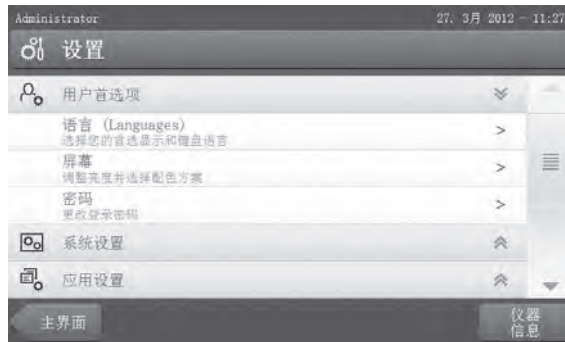 Administrator
27. 3月 2012 - 11:27
设置
用户首选项
语言 (Languages)
选择您的首选显示和键盘语言
屏幕
调整亮度并选择配色方案
密码
更改登录密码
系统设置
应用设置
主界面
仪器
信息